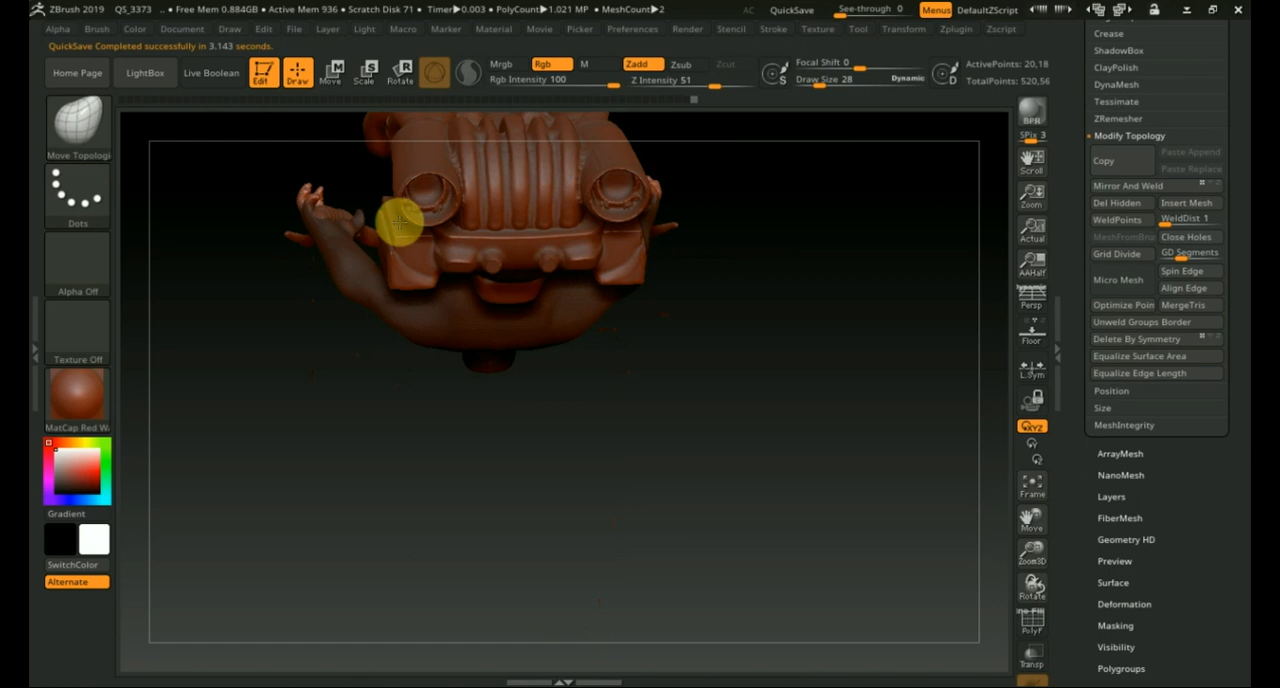 ZBrush 2019 QS_3373 .. ● Free Mem 0.884GB ● Active Mem 936 ● Scratch Disk 71 ● Timer▶0.003 ● PolyCount▶1.021 MP ● MeshCount▶2 AC QuickSave See-through 0 Menus DefaultZScript
Alpha Brush Color Document Draw Edit File Layer Light Macro Marker Material Movie Picker Preferences Render Stencil Stroke Texture Tool Transform Zplugin Zscript
QuickSave Completed successfully in 3.143 seconds.
Home Page LightBox Live Boolean Edit Draw Move Scale Rotate
Mrgb Rgb M Zadd Zsub Zcut
Rgb Intensity 100 Z Intensity 51
S Focal Shift 0
Draw Size 28 Dynamic
D ActivePoints: 20,18
TotalPoints: 520,56
Move Topologi
Dots
Alpha Off
Texture Off
MatCap Red W
Gradient
SwitchColor
Alternate
BPR
SPix 3
Scroll
Zoom
Actual
AAHalf
Dynamic
Persp
Floor
L.Sym
XYZ
Y
Z
Frame
Move
Zoom3D
Rotate
PolyF
Transp
Crease
ShadowBox
ClayPolish
DynaMesh
Tessimate
ZRemesher
Modify Topology
Copy Paste Append
Paste Replace
Mirror And Weld
Del Hidden Insert Mesh
WeldPoints WeldDist 1
MeshFromBru Close Holes
Grid Divide GD Segments
Micro Mesh Spin Edge
Align Edge
Optimize Poin MergeTris
Unweld Groups Border
Delete By Symmetry
Equalize Surface Area
Equalize Edge Length
Position
Size
MeshIntegrity
ArrayMesh
NanoMesh
Layers
FiberMesh
Geometry HD
Preview
Surface
Deformation
Masking
Visibility
Polygroups